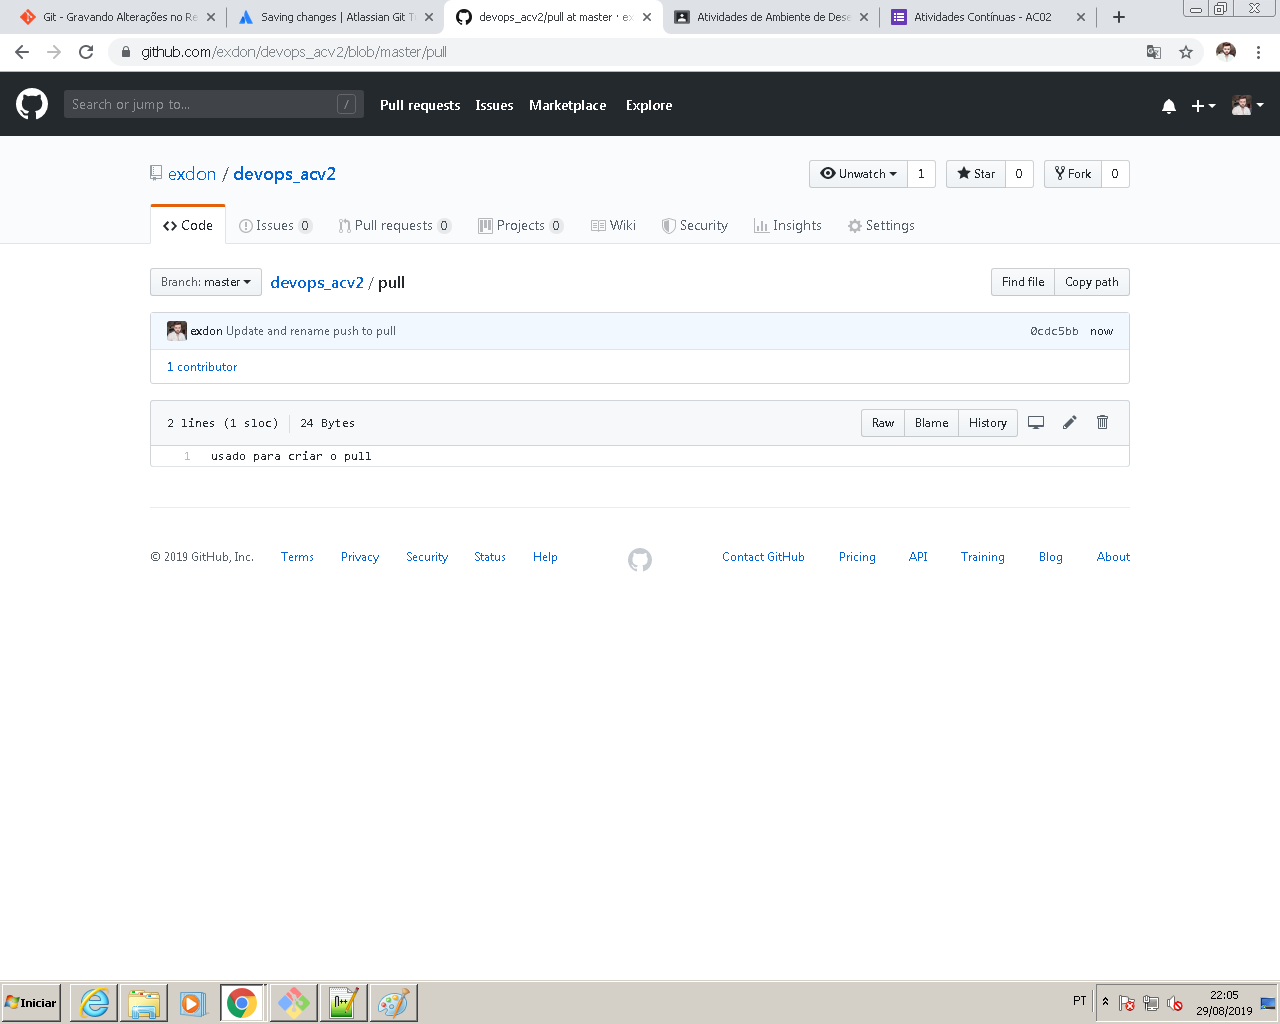 Git - Gravando Alterações no Re
Saving changes | Atlassian Git T
devops_acv2/pull at master · ex
Atividades de Ambiente de Dese
Atividades Contínuas - AC02
github.com/exdon/devops_acv2/blob/master/pull
Search or jump to...
/
Pull requests
Issues
Marketplace
Explore
exdon / devops_acv2
Unwatch 1
Star 0
Fork 0
Code
Issues 0
Pull requests 0
Projects 0
Wiki
Security
Insights
Settings
Branch: master
devops_acv2 / pull
Find file
Copy path
exdon Update and rename push to pull
0cdc5bb now
1 contributor
2 lines (1 sloc) 24 Bytes
Raw
Blame
History
1 usado para criar o pull
© 2019 GitHub, Inc.
Terms
Privacy
Security
Status
Help
Contact GitHub
Pricing
API
Training
Blog
About
Iniciar
PT
22:05
29/08/2019